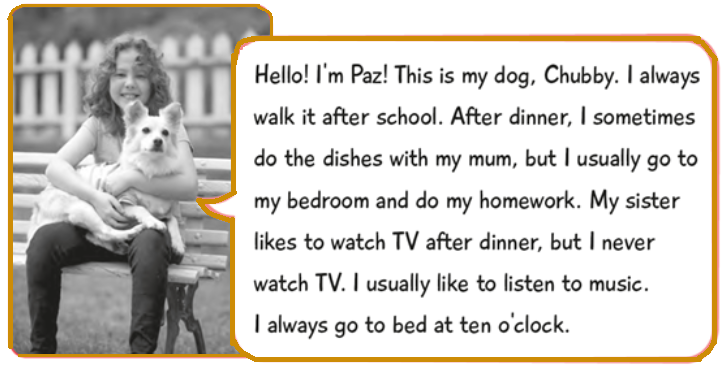 Hello! I'm Paz! This is my dog, Chubby. I always
walk it after school. After dinner, I sometimes
do the dishes with my mum, but I usually go to
my bedroom and do my homework. My sister
likes to watch TV after dinner, but I never
watch TV. I usually like to listen to music.
I always go to bed at ten o'clock.